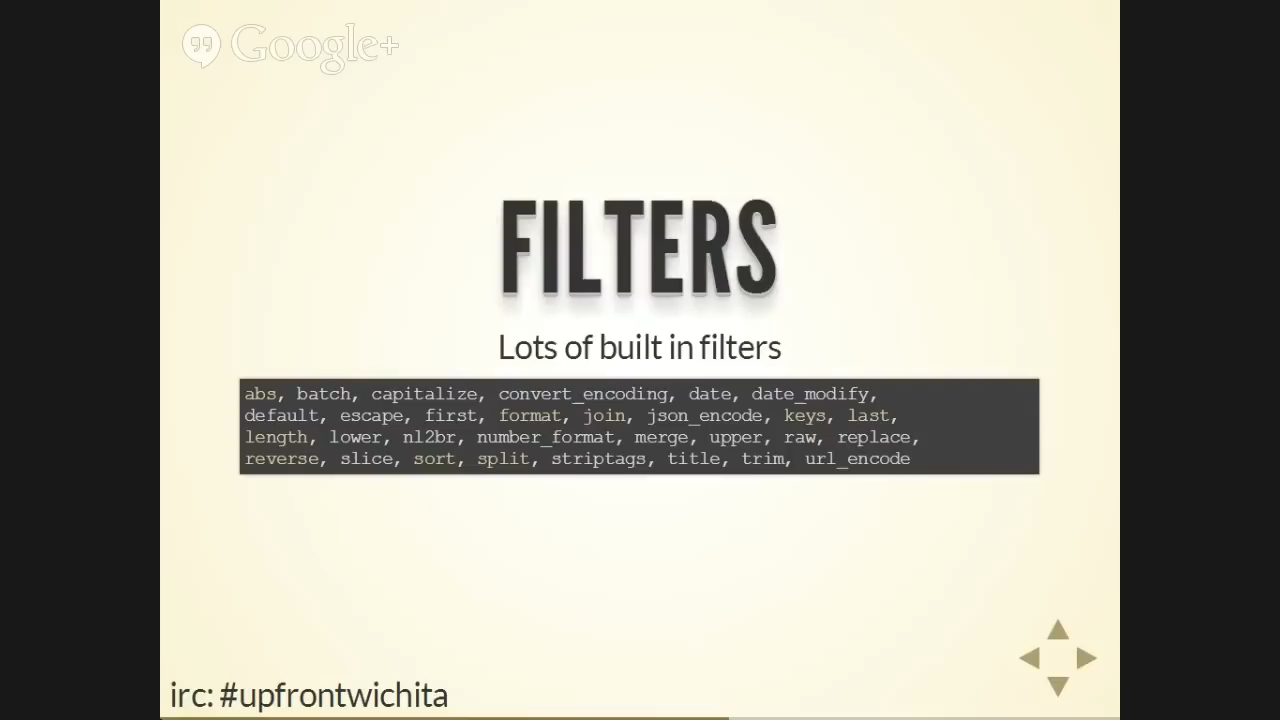 Google+
FILTERS
Lots of built in filters
abs, batch, capitalize, convert_encoding, date, date_modify,
default, escape, first, format, join, json_encode, keys, last,
length, lower, nl2br, number_format, merge, upper, raw, replace,
reverse, slice, sort, split, striptags, title, trim, url_encode
irc: #upfrontwichita